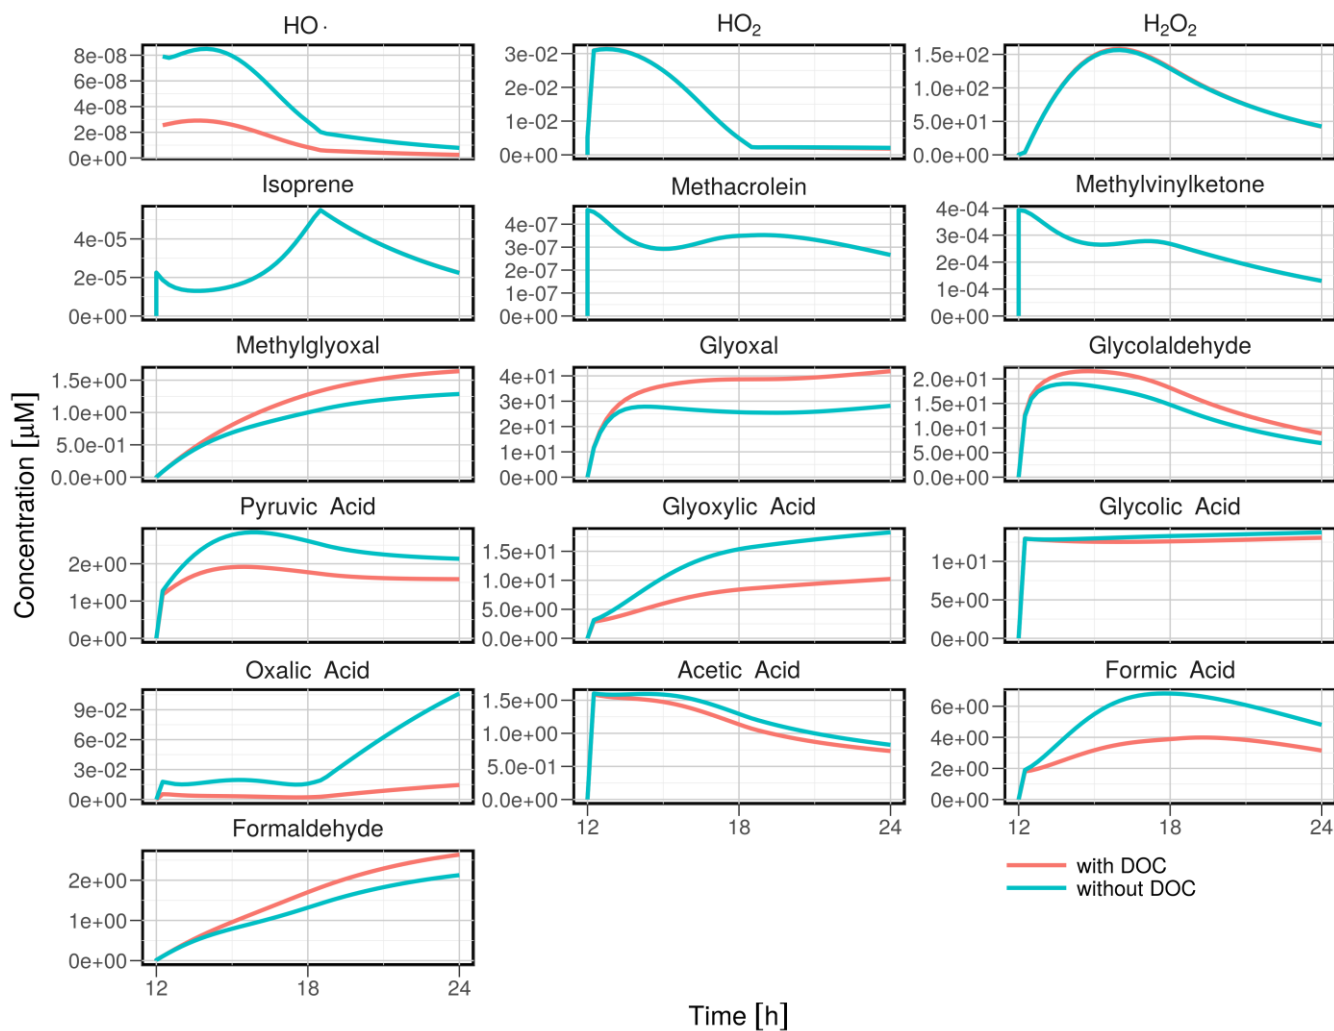 HO· HO₂ H₂O₂
8e-08 3e-02 1.5e+02
6e-08 2e-02 1.0e+02
4e-08 1e-02 5.0e+01
2e-08 0e+00 0.0e+00
0e+00
Isoprene Methacrolein Methylvinylketone
4e-05 4e-07 4e-04
2e-05 3e-07 3e-04
0e+00 2e-07 2e-04
1e-07 1e-04
0e+00 0e+00
Methylglyoxal Glyoxal Glycolaldehyde
1.5e+00 4e+01 2.0e+01
1.0e+00 3e+01 1.5e+01
5.0e-01 2e+01 1.0e+01
0.0e+00 1e+01 5.0e+00
0e+00 0.0e+00
Pyruvic Acid Glyoxylic Acid Glycolic Acid
2e+00 1.5e+01 1e+01
1e+00 1.0e+01 5e+00
0e+00 5.0e+00 0e+00
0.0e+00
Oxalic Acid Acetic Acid Formic Acid
9e-02 1.5e+00 6e+00
6e-02 1.0e+00 4e+00
3e-02 5.0e-01 2e+00
0e+00 0.0e+00 0e+00
12 18 24 12 18 24
Formaldehyde
2e+00
1e+00
0e+00
12 18 24
with DOC
without DOC
Concentration [µM]
Time [h]